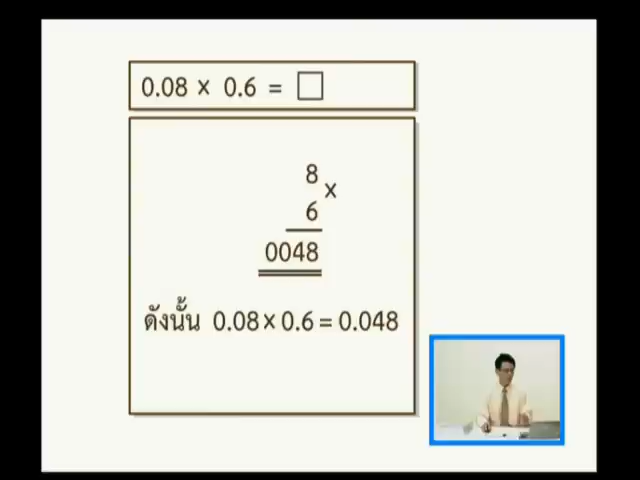 0.08 × 0.6 = □
8
×
6
0048
ดังนั้น 0.08 × 0.6 = 0.048